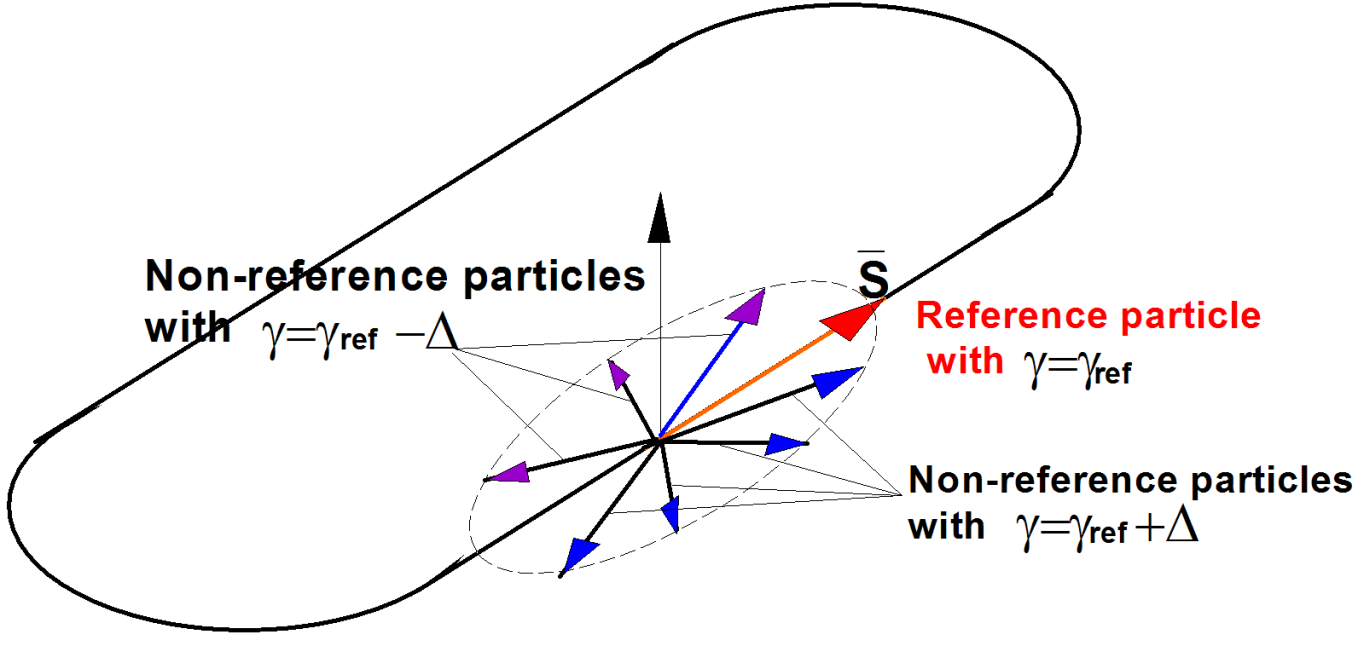 Non-reference particles
with γ=γref −Δ
S̅
Reference particle
with γ=γref
Non-reference particles
with γ=γref +Δ